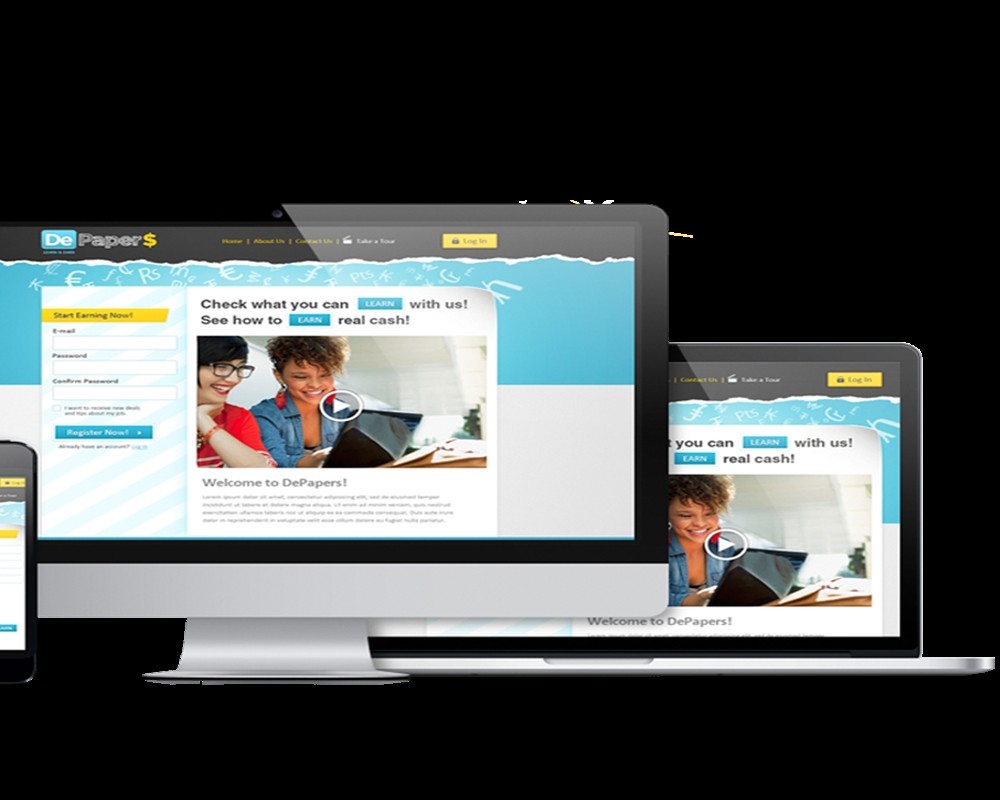 DePaper$
LEARN & EARN
Home | About Us | Contact Us | Take a Tour
Log In
Check what you can LEARN with us!
See how to EARN real cash!
Start Earning Now!
E-mail
Password
Confirm Password
I want to receive new deals
and tips about my job.
Register Now!
Already have an account? Log In
Welcome to DePapers!
Lorem ipsum dolor sit amet, consectetur adipisicing elit, sed do eiusmod tempor
incididunt ut labore et dolore magna aliqua. Ut enim ad minim veniam, quis nostrud
exercitation ullamco laboris nisi ut aliquip ex ea commodo consequat. Duis aute irure
dolor in reprehenderit in voluptate velit esse cillum dolore eu fugiat nulla pariatur.
| Contact Us | Take a Tour
Log In
you can LEARN with us!
EARN real cash!
Welcome to DePapers!